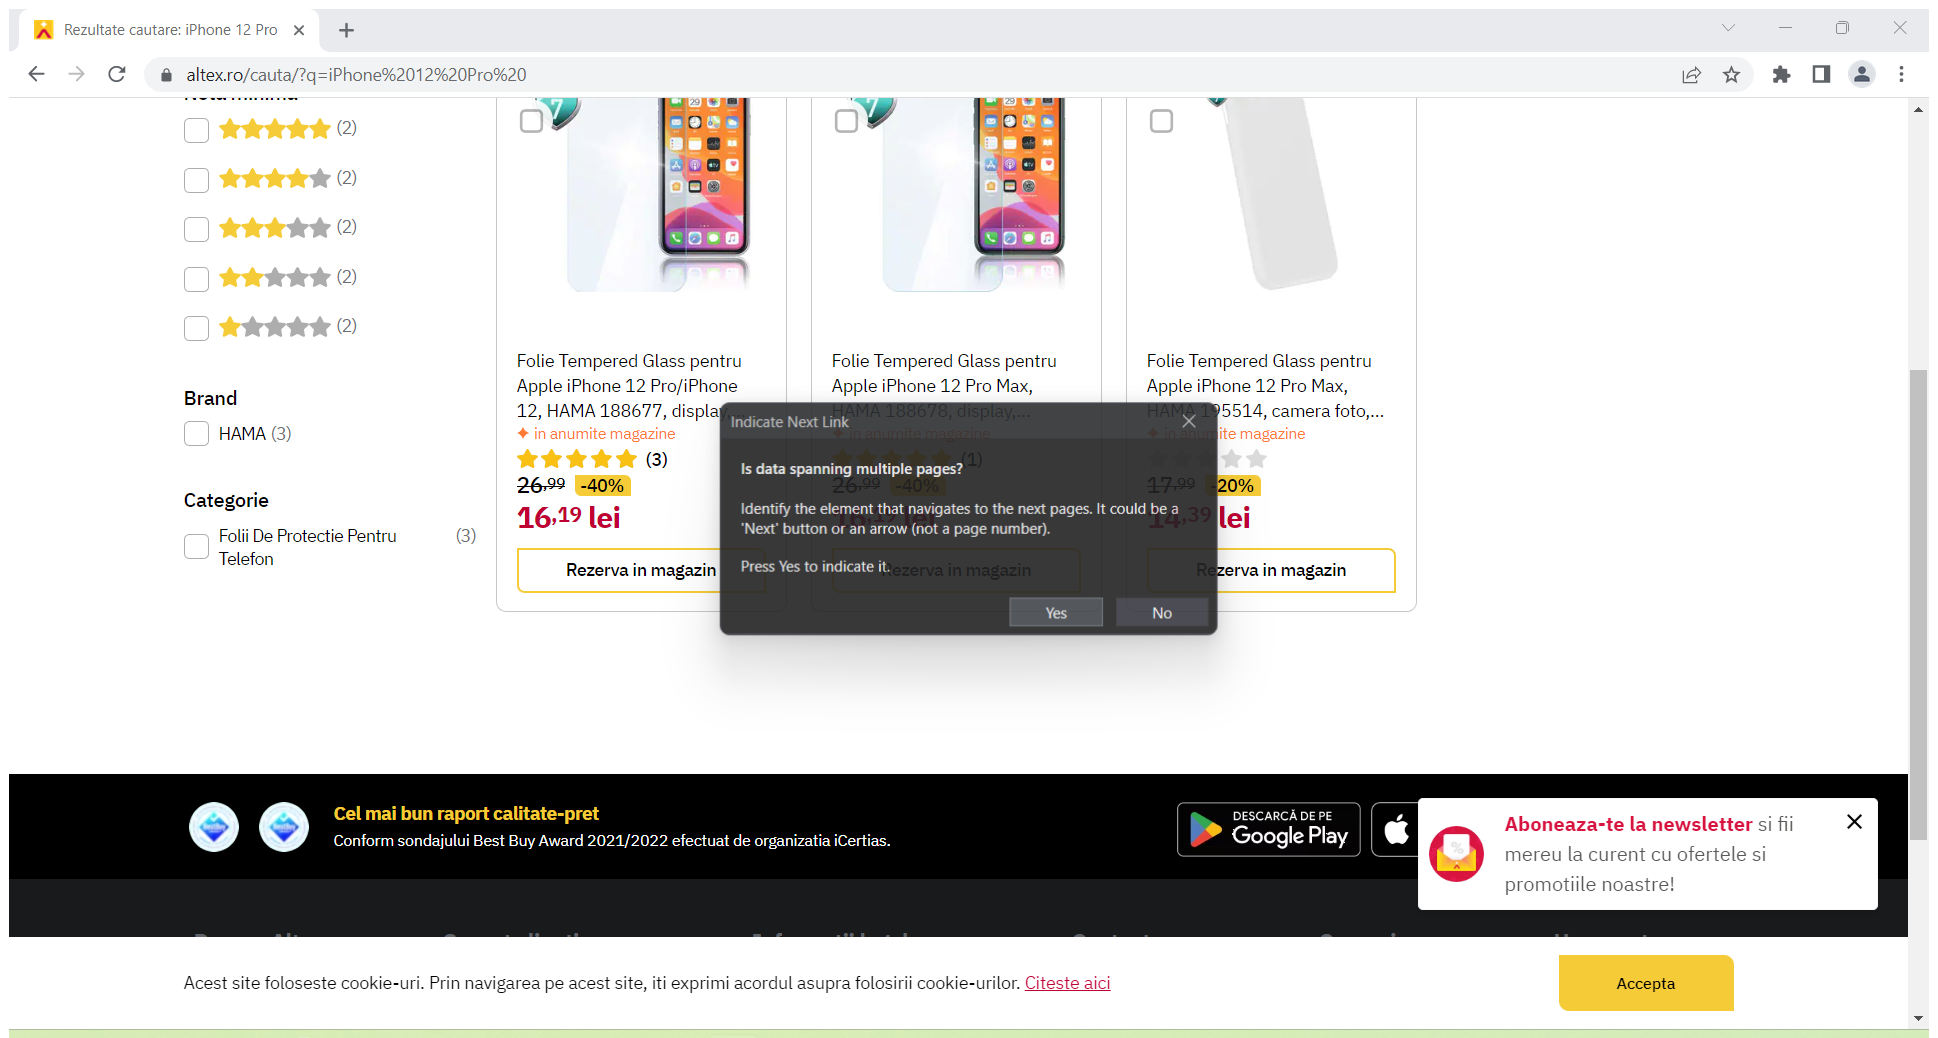 Rezultate cautare: iPhone 12 Pro
altex.ro/cauta/?q=iPhone%2012%20Pro%20
(2)
(2)
(2)
(2)
(2)
Brand
HAMA (3)
Categorie
Folii De Protectie Pentru
Telefon
(3)
Folie Tempered Glass pentru
Apple iPhone 12 Pro/iPhone
12, HAMA 188677, display,...
in anumite magazine
(3)
26,99 -40%
16,19 lei
Rezerva in magazin
Folie Tempered Glass pentru
Apple iPhone 12 Pro Max,
HAMA 188678, display,...
in anumite magazine
(1)
26,99 -40%
16,19 lei
Rezerva in magazin
Folie Tempered Glass pentru
Apple iPhone 12 Pro Max,
HAMA 195514, camera foto,...
in anumite magazine
17,99 -20%
14,39 lei
Rezerva in magazin
Indicate Next Link
Is data spanning multiple pages?
Identify the element that navigates to the next pages. It could be a
'Next' button or an arrow (not a page number).
Press Yes to indicate it.
Yes
No
Cel mai bun raport calitate-pret
Conform sondajului Best Buy Award 2021/2022 efectuat de organizatia iCertias.
DESCARCĂ DE PE
Google Play
Aboneaza-te la newsletter si fii
mereu la curent cu ofertele si
promotiile noastre!
Acest site foloseste cookie-uri. Prin navigarea pe acest site, iti exprimi acordul asupra folosirii cookie-urilor. Citeste aici
Accepta